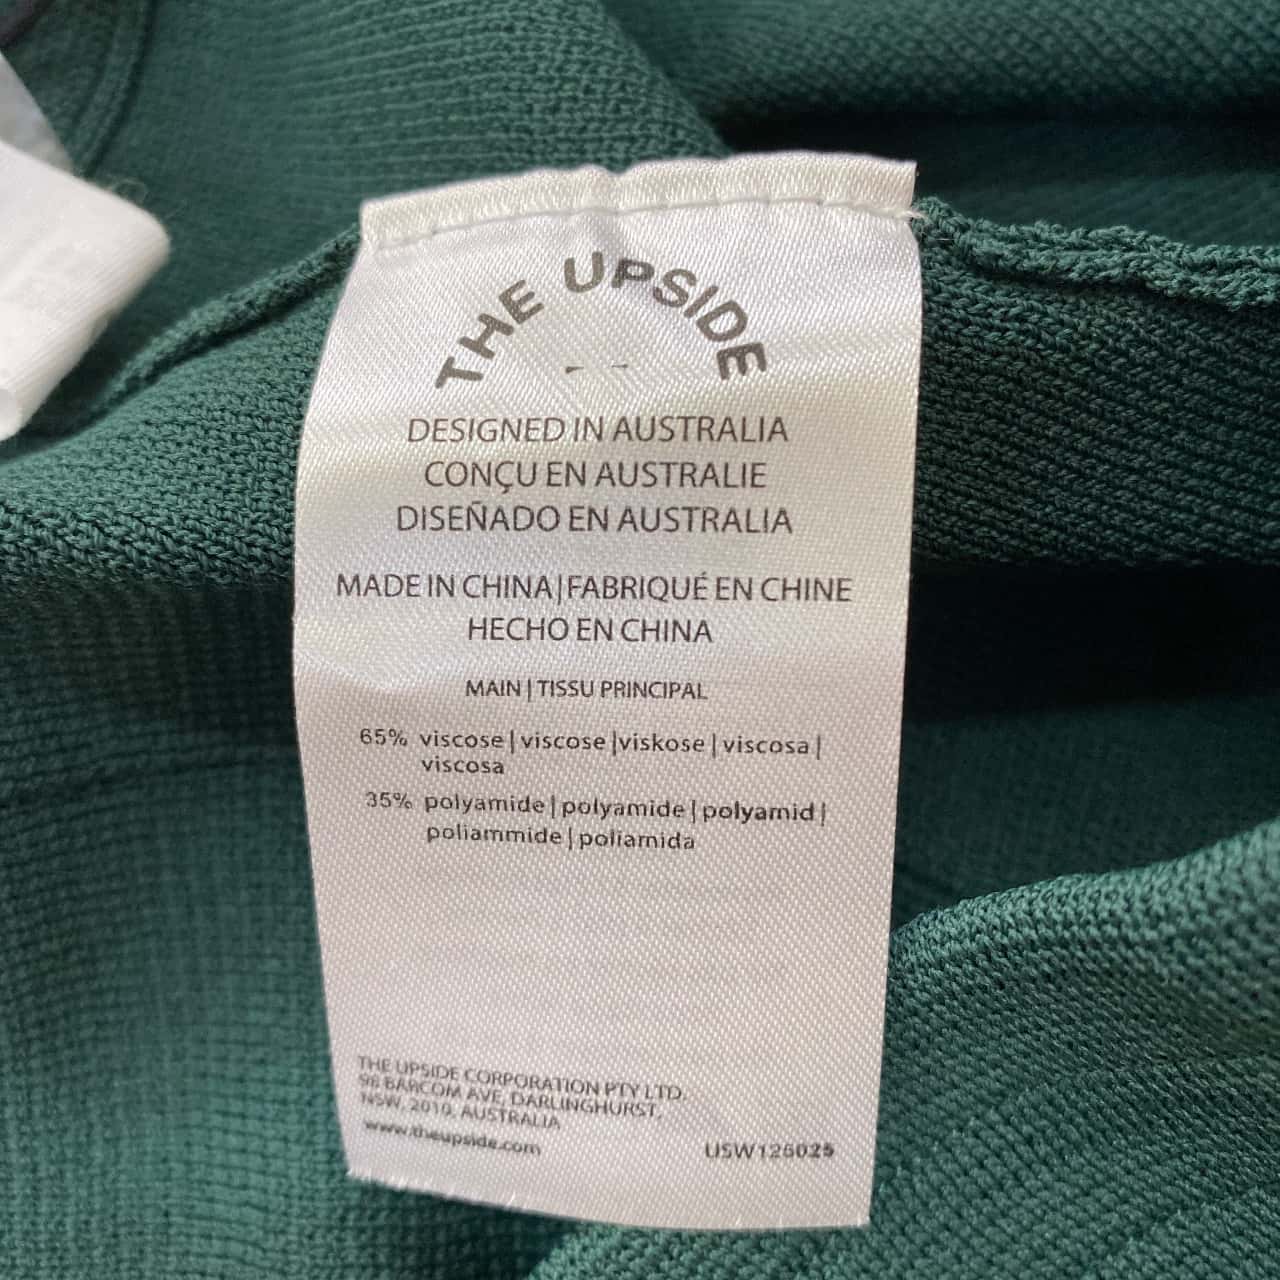 THE UPSIDE
DESIGNED IN AUSTRALIA
CONÇU EN AUSTRALIE
DISEÑADO EN AUSTRALIA
MADE IN CHINA|FABRIQUÉ EN CHINE
HECHO EN CHINA
MAIN | TISSU PRINCIPAL
65% viscose | viscose |viskose | viscosa |
viscosa
35% polyamide | polyamide | polyamid |
poliammide | poliamida
THE UPSIDE CORPORATION PTY LTD.
98 BARCOM AVE, DARLINGHURST,
NSW, 2010, AUSTRALIA
www.theupside.com
USW125025